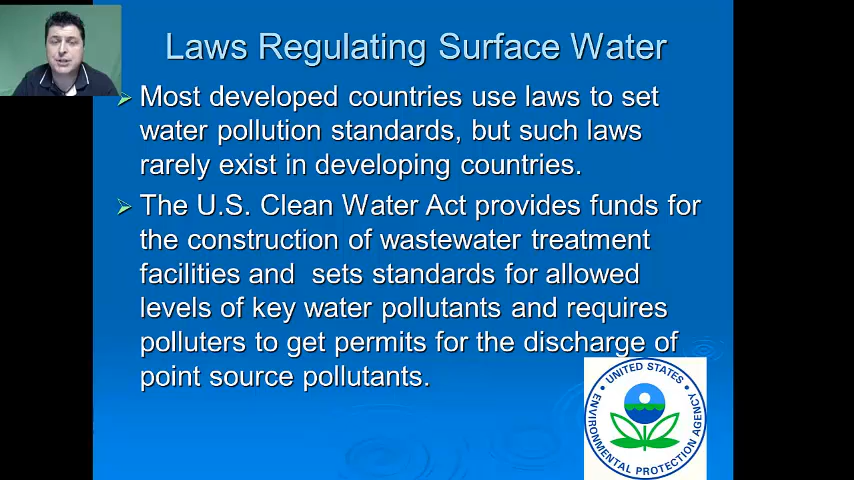 Laws Regulating Surface Water
Most developed countries use laws to set
water pollution standards, but such laws
rarely exist in developing countries.
The U.S. Clean Water Act provides funds for
the construction of wastewater treatment
facilities and  sets standards for allowed
levels of key water pollutants and requires
polluters to get permits for the discharge of
point source pollutants.
UNITED STATES
ENVIRONMENTAL PROTECTION AGENCY